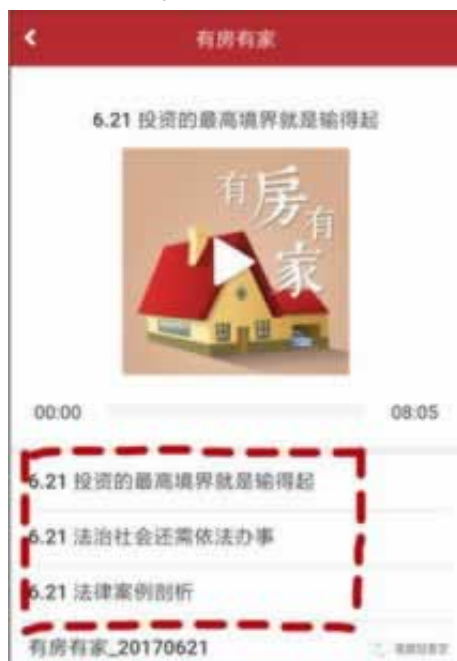 有房有家
6.21 投资的最高境界就是输得起
有房有家
00:00
08:05
6.21 投资的最高境界就是输得起
6.21 法治社会还需依法办事
6.21 法律案例剖析
有房有家_20170621